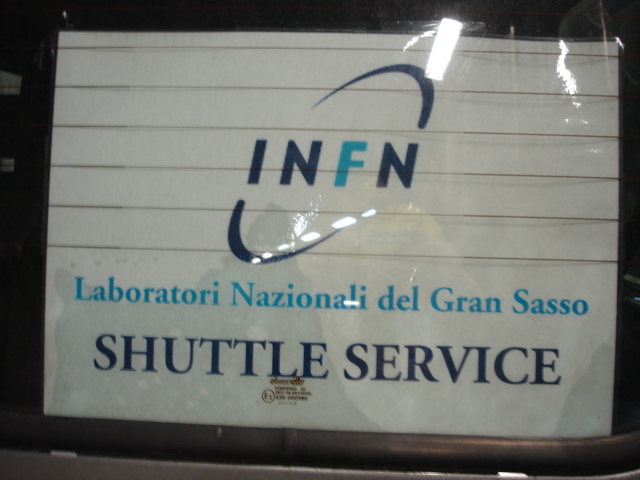 INFN
Laboratori Nazionali del Gran Sasso
SHUTTLE SERVICE